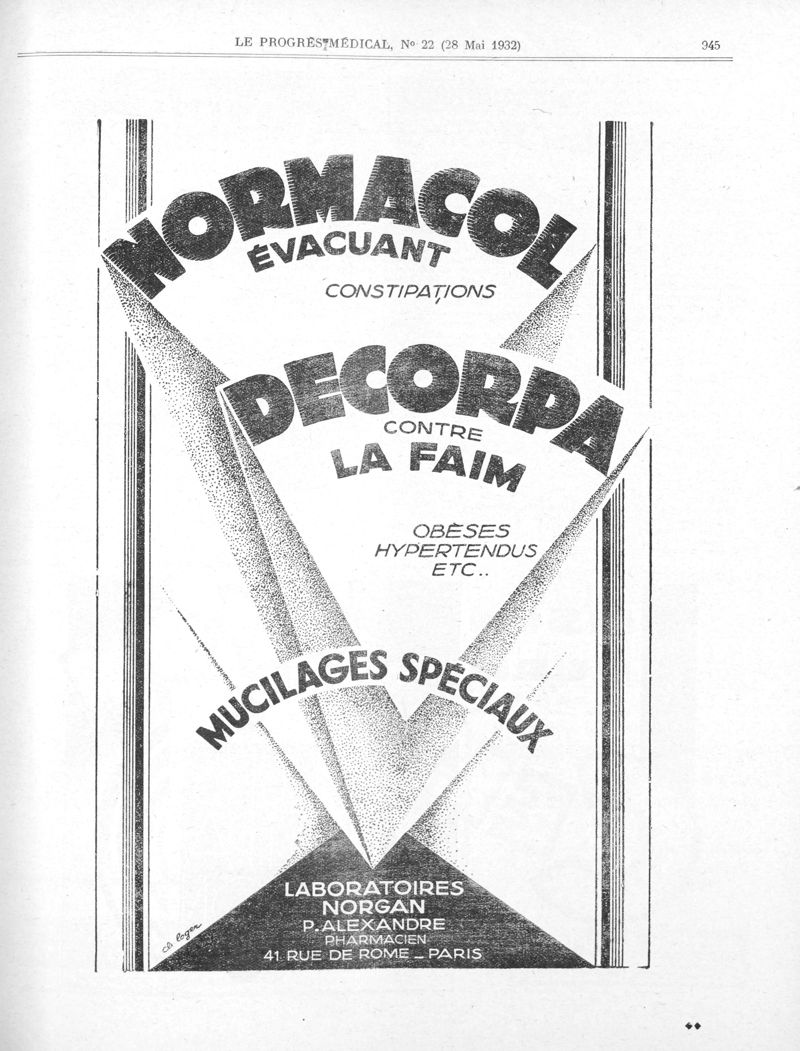 LE PROGRÈS MÉDICAL, Nº 22 (28 Mai 1932) 945
NORMACOL
ÉVACUANT
CONSTIPATIONS
DECORPA
CONTRE
LA FAIM
OBÈSES
HYPERTENDUS
ETC..
MUCILAGES SPÉCIAUX
LABORATOIRES
NORGAN
P. ALEXANDRE
PHARMACIEN
41 RUE DE ROME _ PARIS